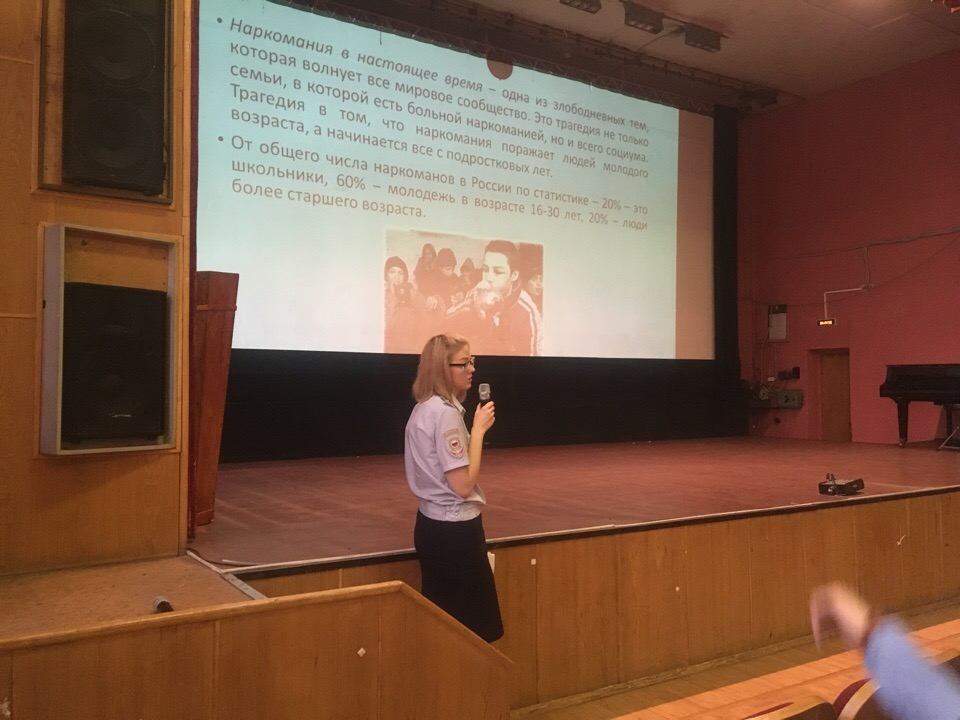 • Наркомания в настоящее время – одна из злободневных тем,
которая волнует все мировое сообщество. Это трагедия не только
семьи, в которой есть больной наркоманией, но и всего социума.
Трагедия в том, что наркомания поражает людей молодого
возраста, а начинается все с подростковых лет.
• От общего числа наркоманов в России по статистике – 20% – это
школьники, 60% – молодежь в возрасте 16-30 лет, 20% – люди
более старшего возраста.